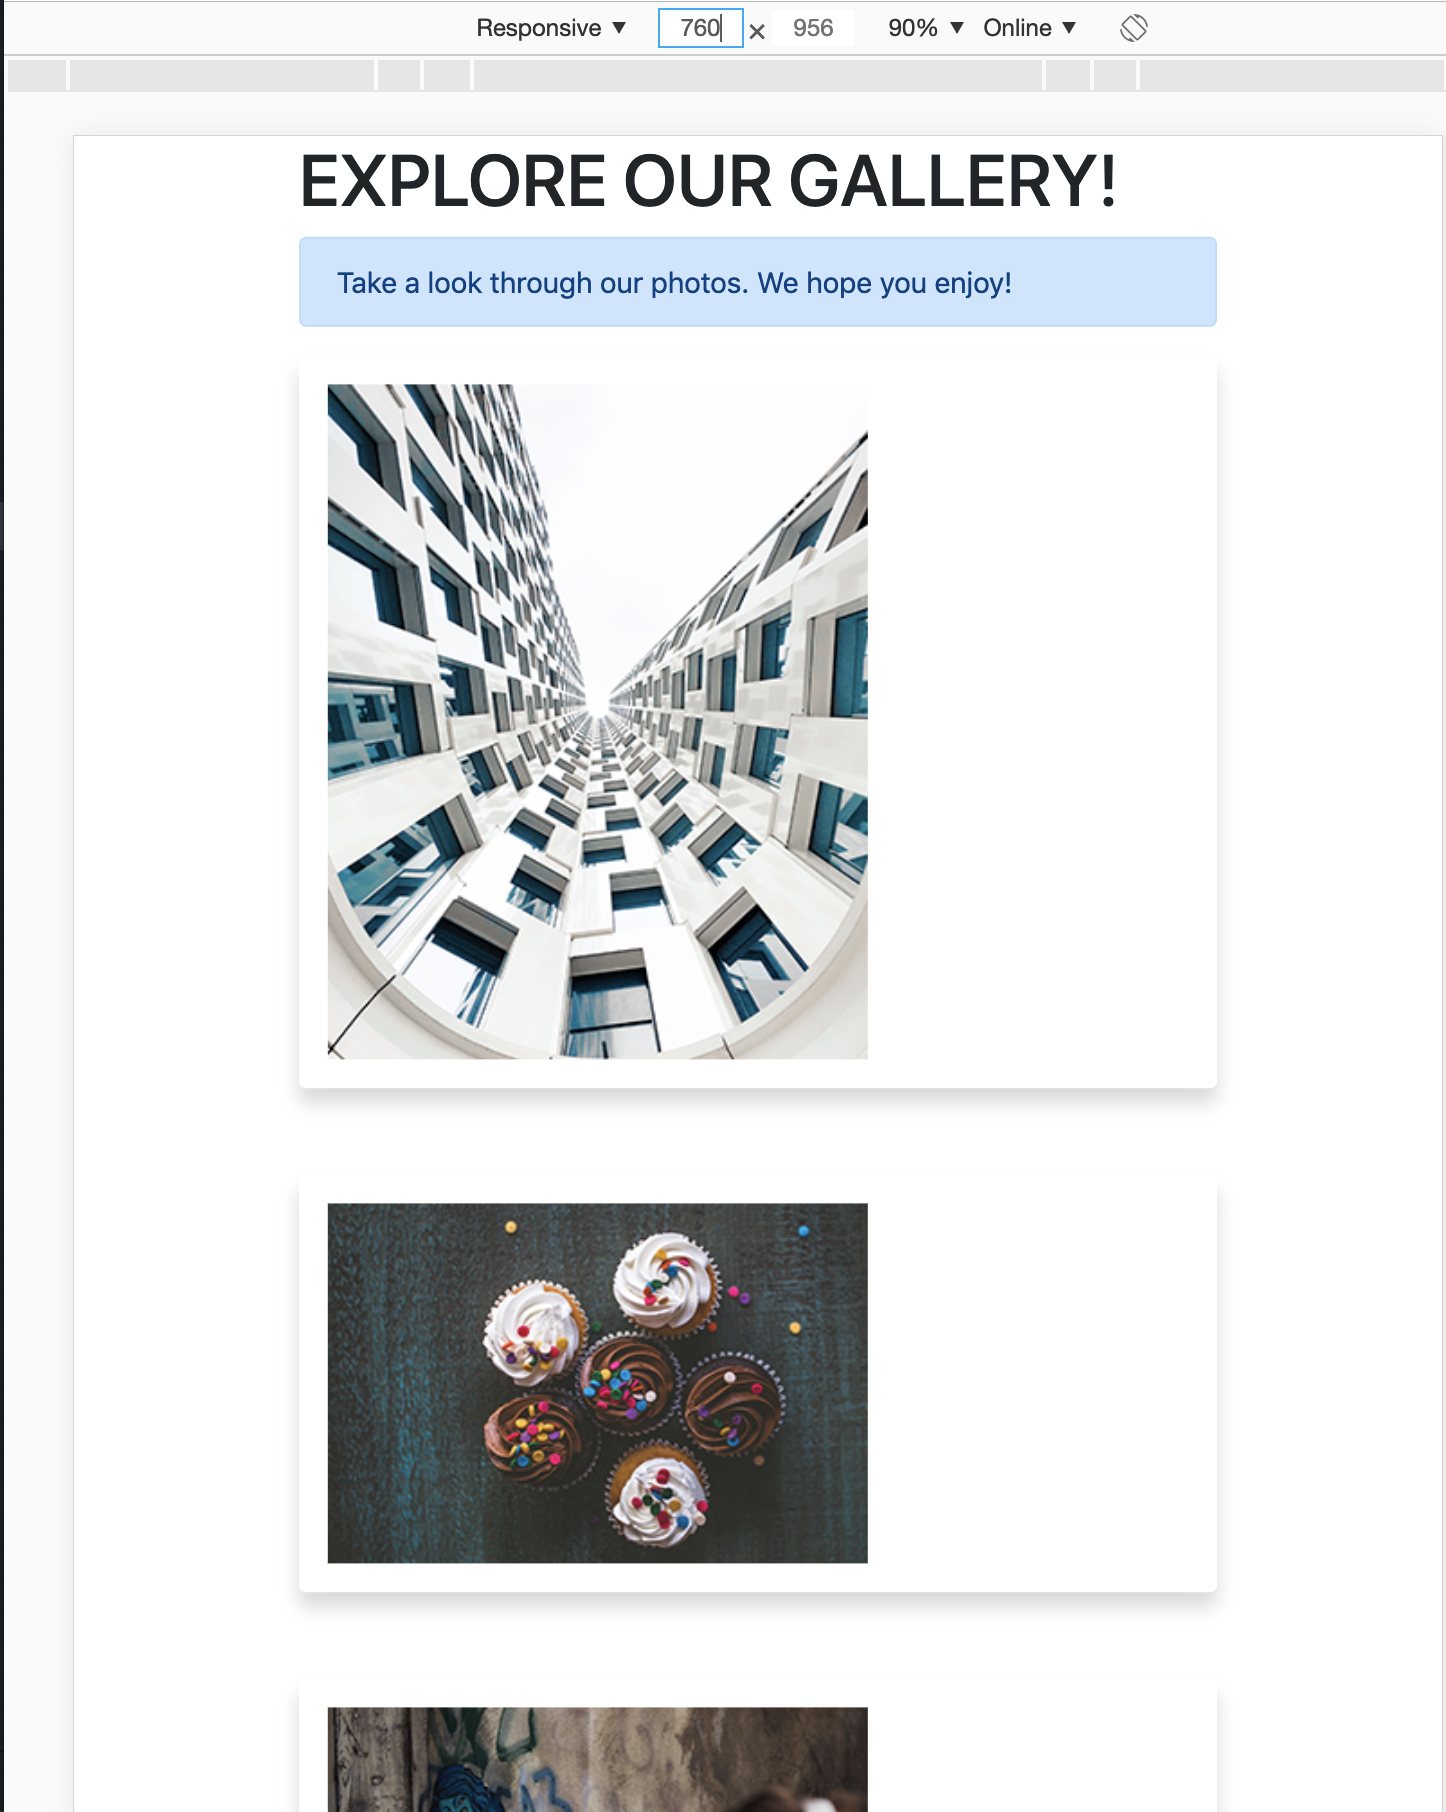 Responsive ▼ 760 × 956 90% ▼ Online ▼
EXPLORE OUR GALLERY!
Take a look through our photos. We hope you enjoy!